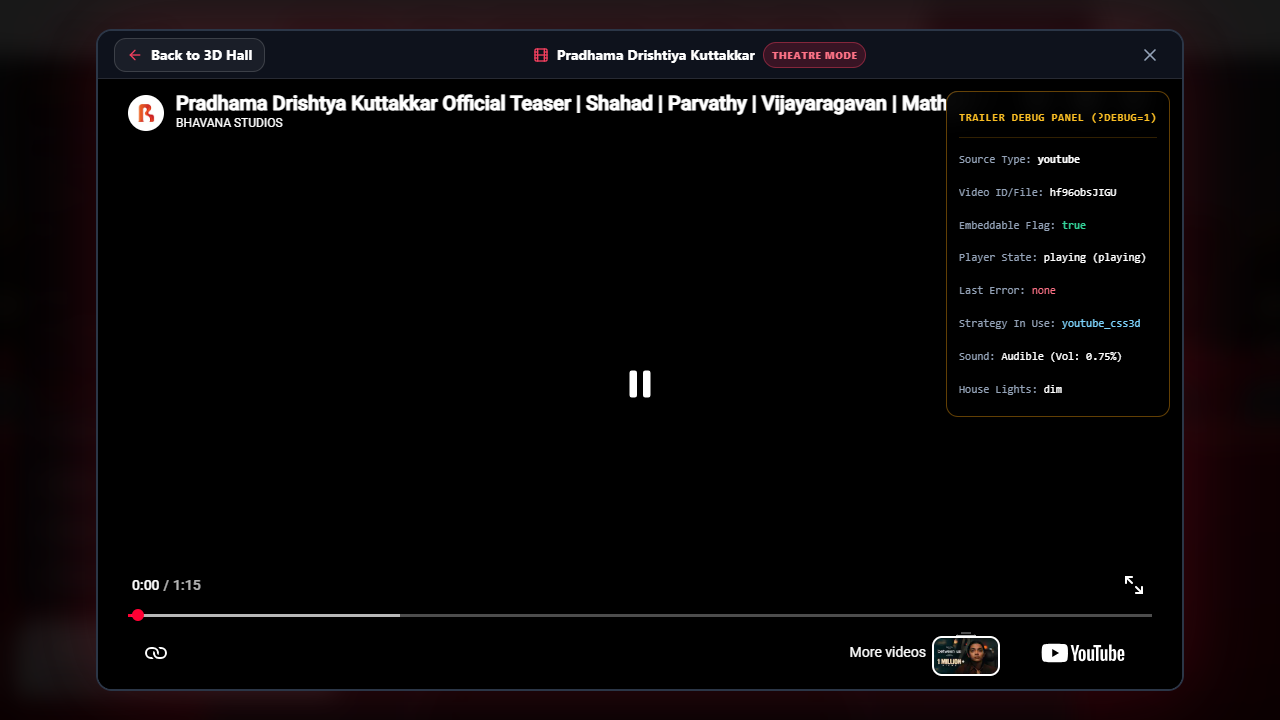 Back to 3D Hall
Pradhama Drishtiya Kuttakkar
THEATRE MODE
Pradhama Drishtya Kuttakkar Official Teaser | Shahad | Parvathy | Vijayaragavan | Math
BHAVANA STUDIOS
TRAILER DEBUG PANEL (?DEBUG=1)
Source Type: youtube
Video ID/File: hf96obsJIGU
Embeddable Flag: true
Player State: playing (playing)
Last Error: none
Strategy In Use: youtube_css3d
Sound: Audible (Vol: 0.75%)
House Lights: dim
0:00 / 1:15
More videos
1 MILLION+
YouTube